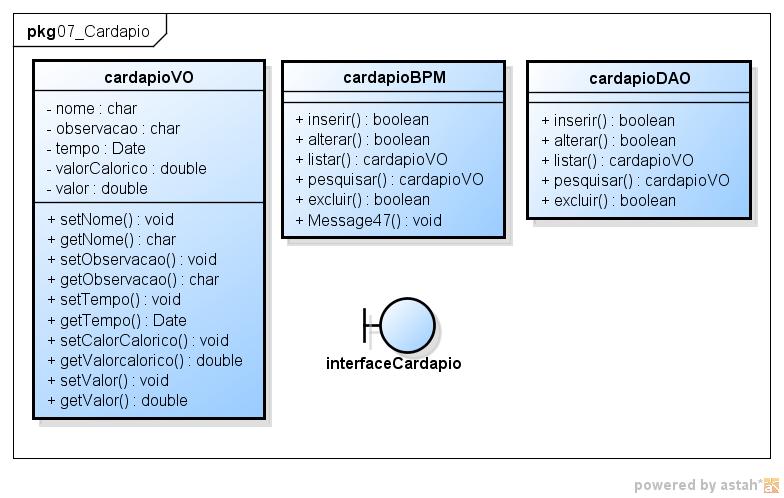 pkg 07_Cardapio
cardapioVO
- nome : char
- observacao : char
- tempo : Date
- valorCalorico : double
- valor : double
+ setNome() : void
+ getNome() : char
+ setObservacao() : void
+ getObservacao() : char
+ setTempo() : void
+ getTempo() : Date
+ setCalorCalorico() : void
+ getValorcalorico() : double
+ setValor() : void
+ getValor() : double
cardapioBPM
+ inserir() : boolean
+ alterar() : boolean
+ listar() : cardapioVO
+ pesquisar() : cardapioVO
+ excluir() : boolean
+ Message47() : void
cardapioDAO
+ inserir() : boolean
+ alterar() : boolean
+ listar() : cardapioVO
+ pesquisar() : cardapioVO
+ excluir() : boolean
interfaceCardapio
powered by astah*